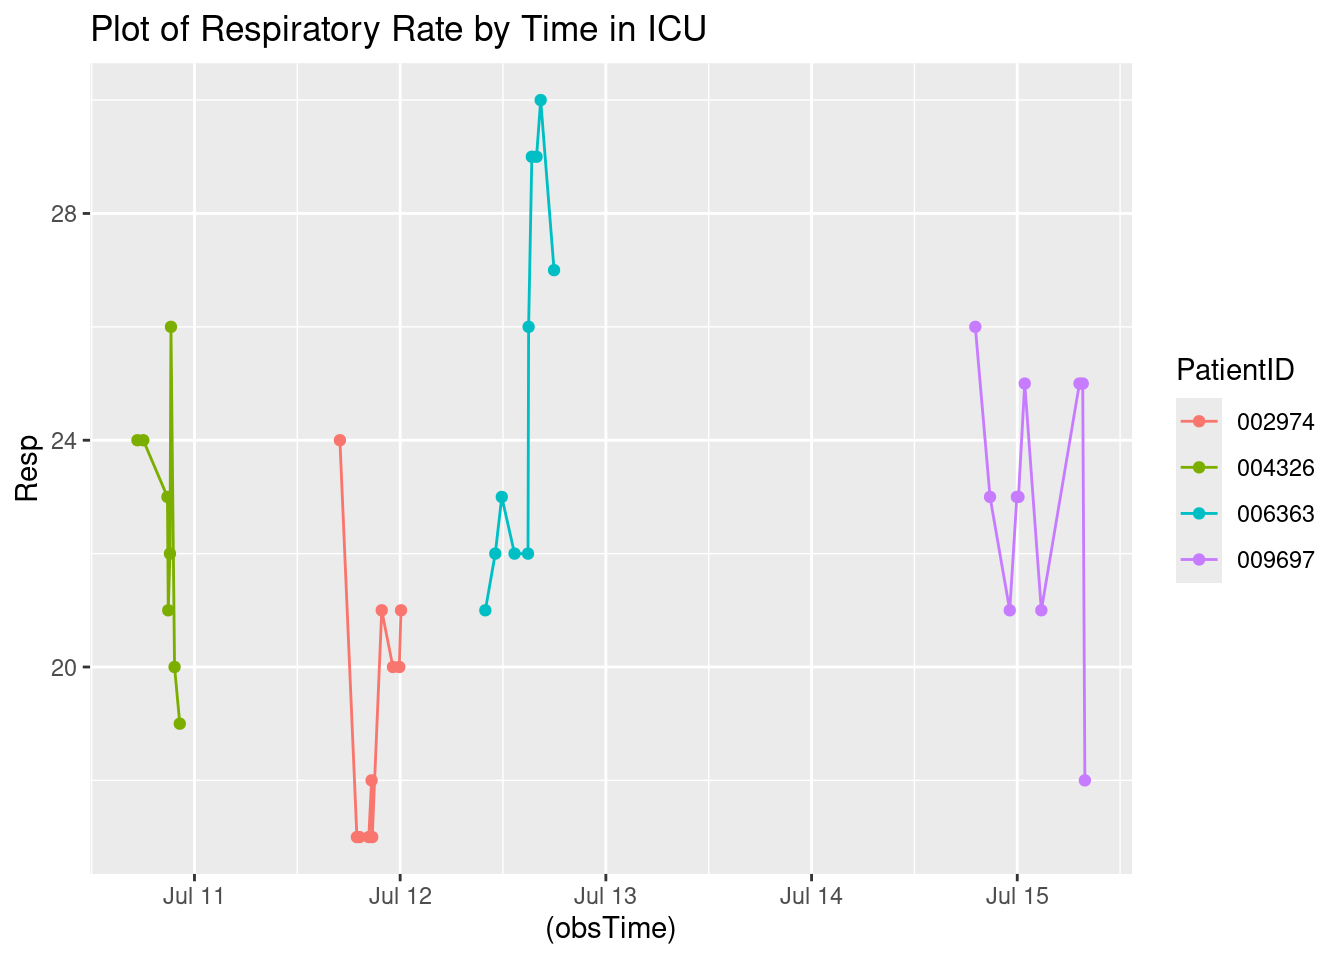 Plot of Respiratory Rate by Time in ICU
Resp
28
24
20
Jul 11 Jul 12 Jul 13 Jul 14 Jul 15
(obsTime)
PatientID
002974
004326
006363
009697